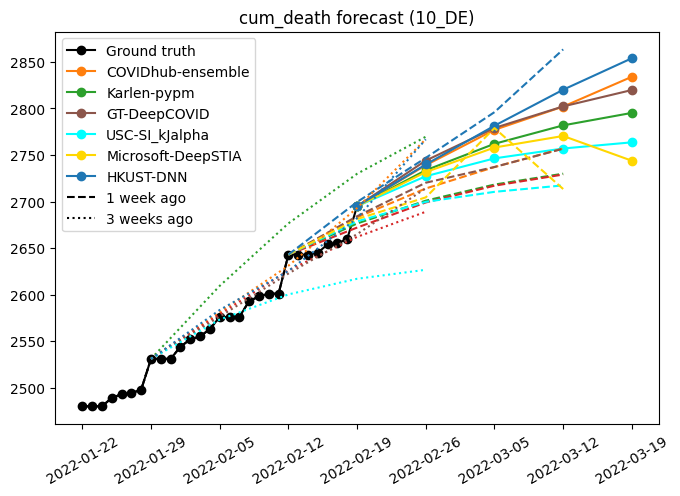 cum_death forecast (10_DE)
Ground truth
COVIDhub-ensemble
Karlen-pypm
GT-DeepCOVID
USC-SI_kJalpha
Microsoft-DeepSTIA
HKUST-DNN
1 week ago
3 weeks ago
2850
2800
2750
2700
2650
2600
2550
2500
2022-01-22
2022-01-29
2022-02-05
2022-02-12
2022-02-19
2022-02-26
2022-03-05
2022-03-12
2022-03-19